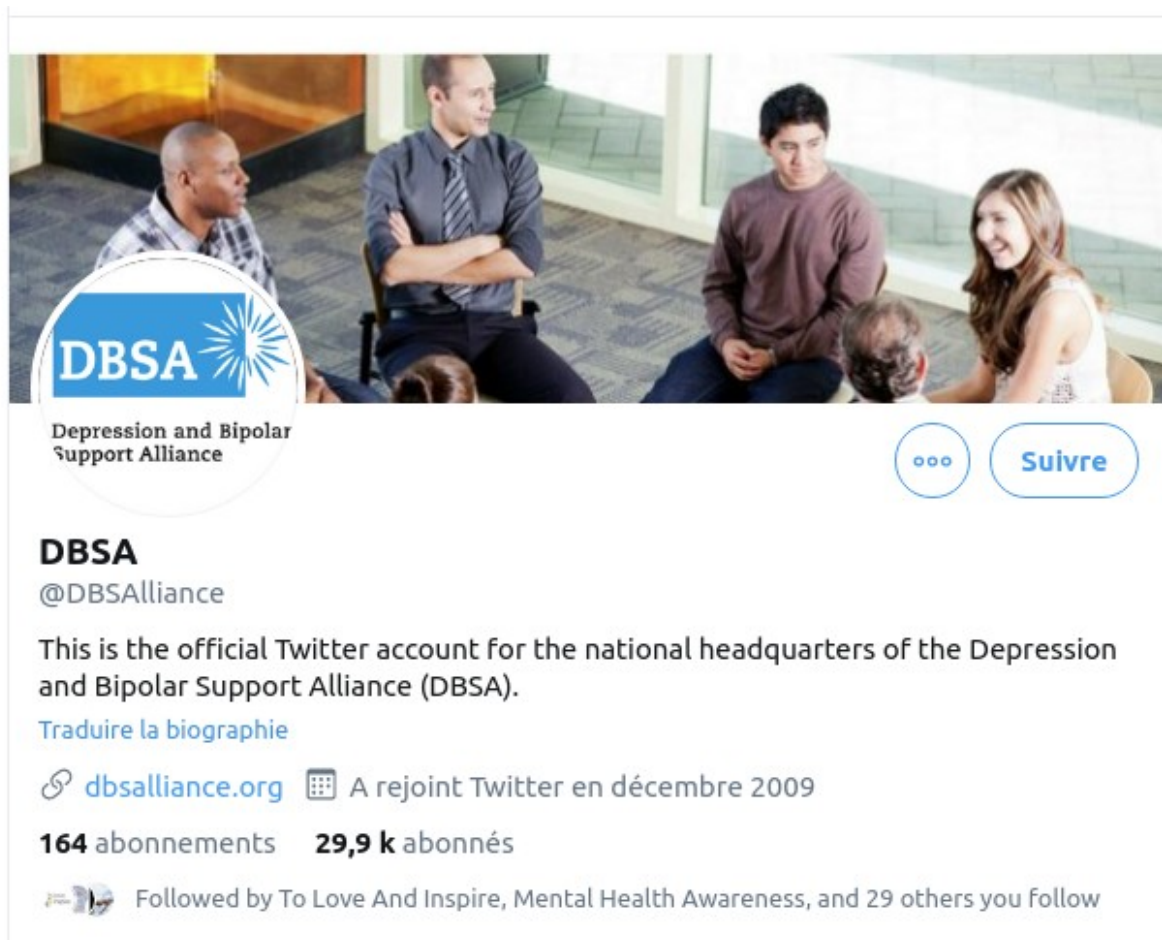 DBSA
Depression and Bipolar
Support Alliance
Suivre
DBSA
@DBSAlliance
This is the official Twitter account for the national headquarters of the Depression
and Bipolar Support Alliance (DBSA).
Traduire la biographie
dbsalliance.org A rejoint Twitter en décembre 2009
164 abonnements 29,9 k abonnés
Followed by To Love And Inspire, Mental Health Awareness, and 29 others you follow